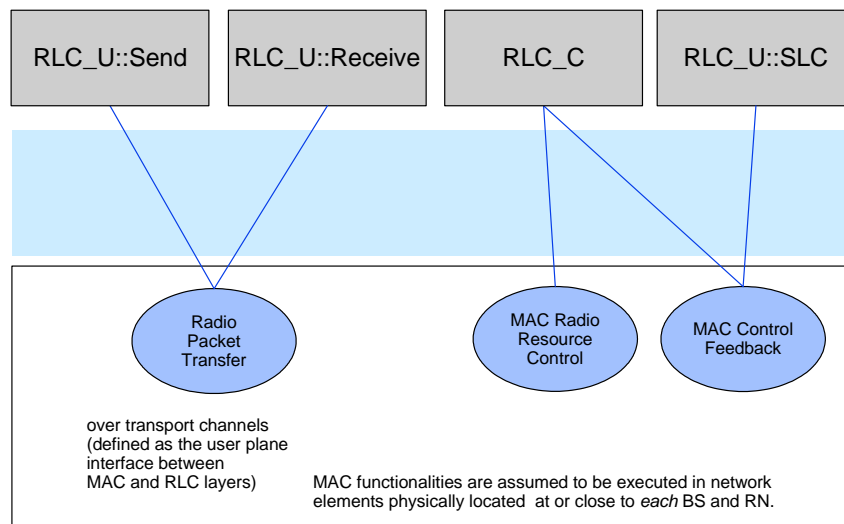 RLC_U::Send
RLC_U::Receive
RLC_C
RLC_U::SLC
Radio
Packet
Transfer
MAC Radio
Resource
Control
MAC Control
Feedback
over transport channels
(defined as the user plane
interface between
MAC and RLC layers)
MAC functionalities are assumed to be executed in network
elements physically located at or close to each BS and RN.